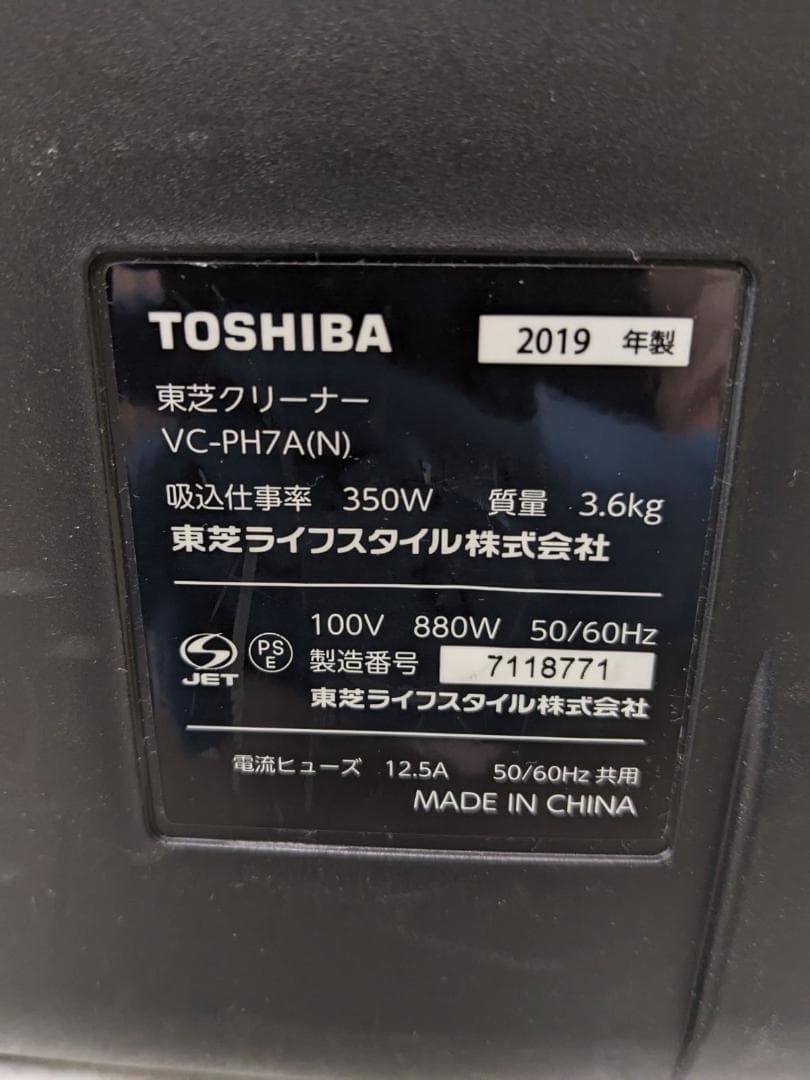 TOSHIBA 2019 年製
東芝クリーナー
VC-PH7A(N)
吸込仕事率 350W 質量 3.6kg
東芝ライフスタイル株式会社
100V 880W 50/60Hz
JET PS E 製造番号 7118771
東芝ライフスタイル株式会社
電流ヒューズ 12.5A 50/60Hz 共用
MADE IN CHINA